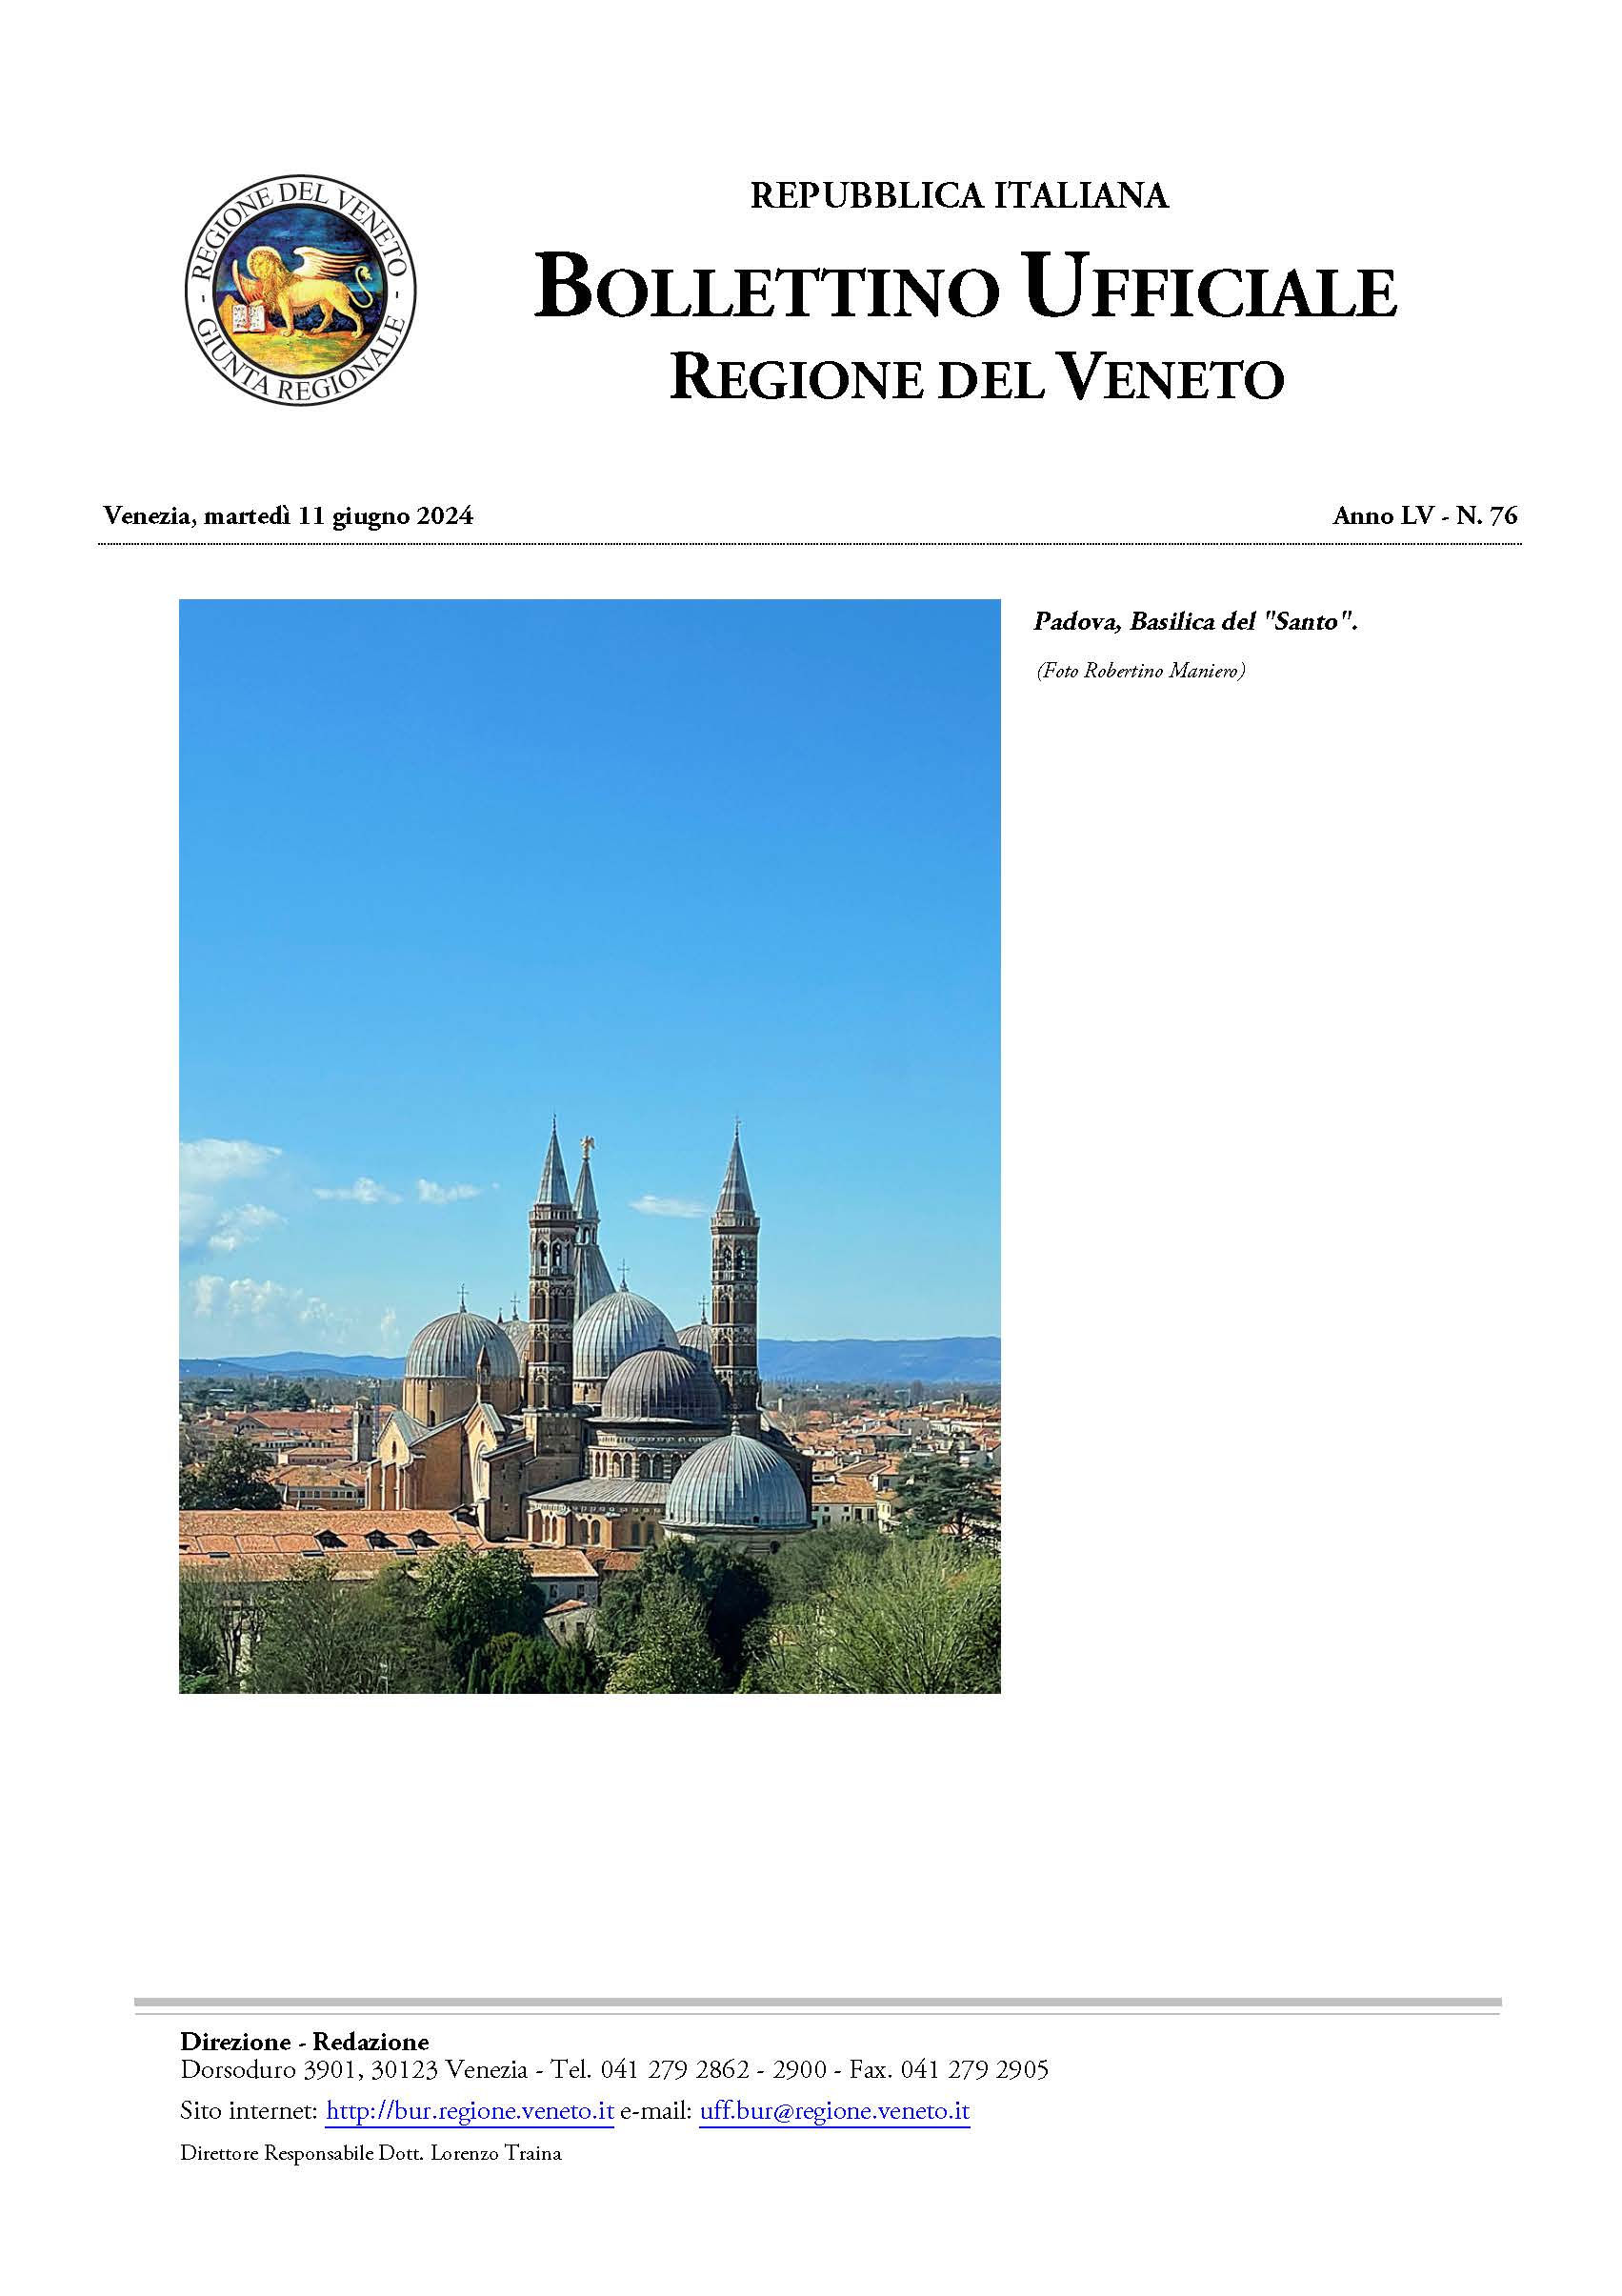 REGIONE DEL VENETO
GIUNTA REGIONALE
REPUBBLICA ITALIANA
BOLLETTINO UFFICIALE
REGIONE DEL VENETO
Venezia, martedì 11 giugno 2024
Anno LV - N. 76
Padova, Basilica del "Santo".
(Foto Robertino Maniero)
Direzione - Redazione
Dorsoduro 3901, 30123 Venezia - Tel. 041 279 2862 - 2900 - Fax. 041 279 2905
Sito internet: http://bur.regione.veneto.it e-mail: uff.bur@regione.veneto.it
Direttore Responsabile Dott. Lorenzo Traina